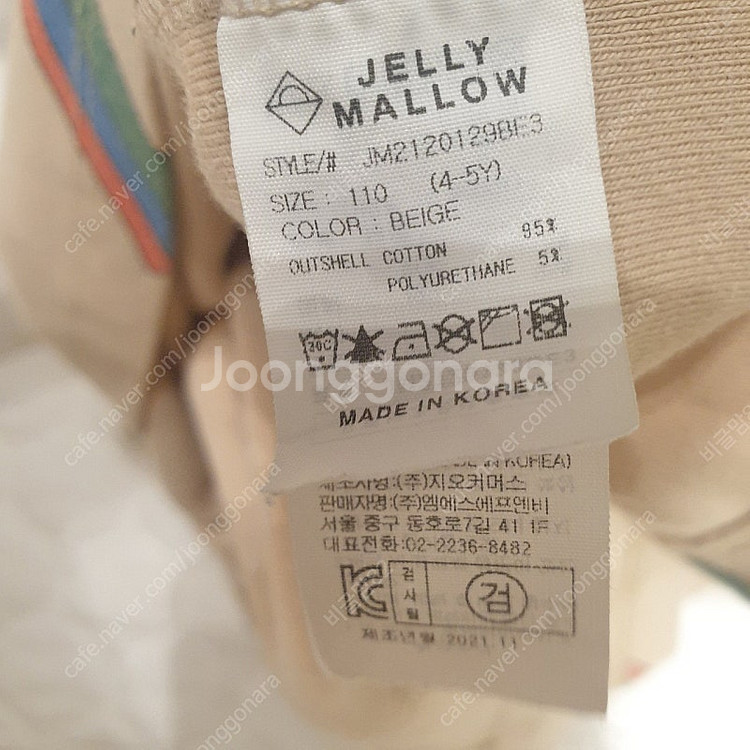 JELLY
MALLOW
STYLE/# JM2120129BE3
SIZE : 110 (4-5Y)
COLOR : BEIGE
OUTSHELL COTTON 95%
POLYURETHANE 5%
30C
Joonggonara
MADE IN KOREA
IN KOREA)
제조자명:(주)지오커머스
판매자명:(주)엠에스에프엔비
서울 중구 동호로7길 41 1F
대표전화:02-2236-8482
검사필 검
제조년월 2021.11
cafe.naver.com/joonggonara